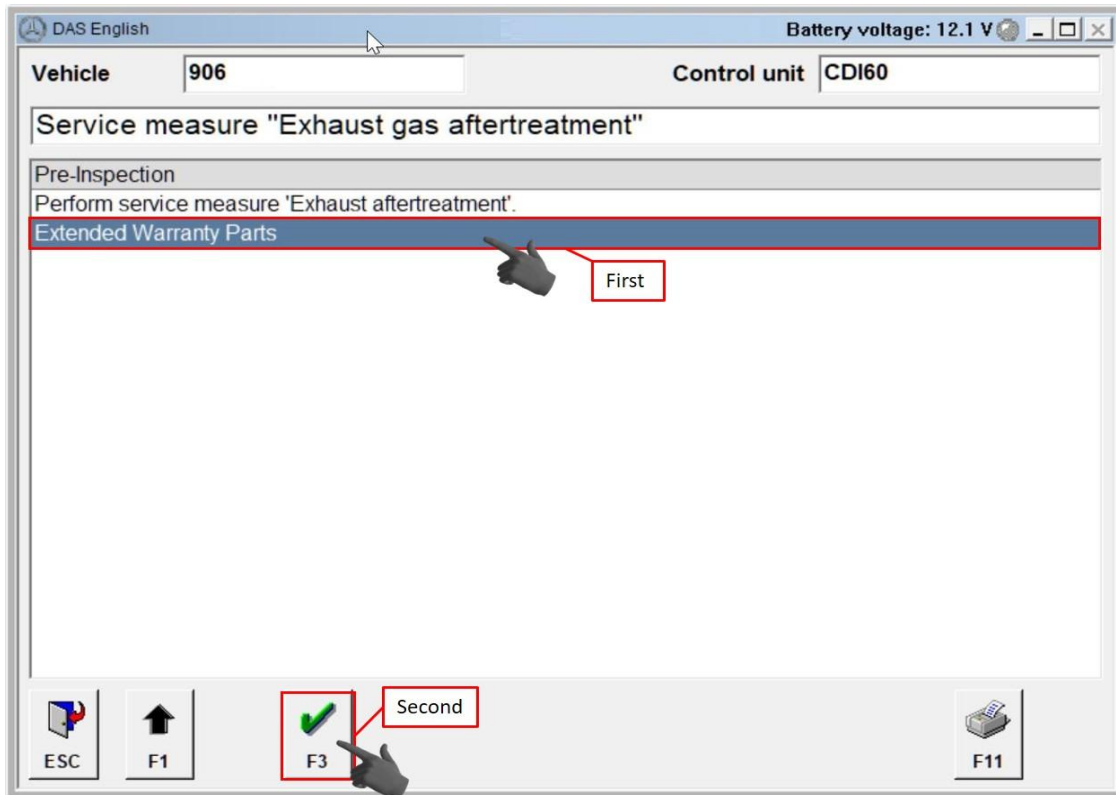 DAS English
Battery voltage: 12.1 V
Vehicle 906 Control unit CDI60
Service measure "Exhaust gas aftertreatment"
Pre-Inspection
Perform service measure 'Exhaust aftertreatment'.
Extended Warranty Parts
First
Second
ESC F1 F3 F11